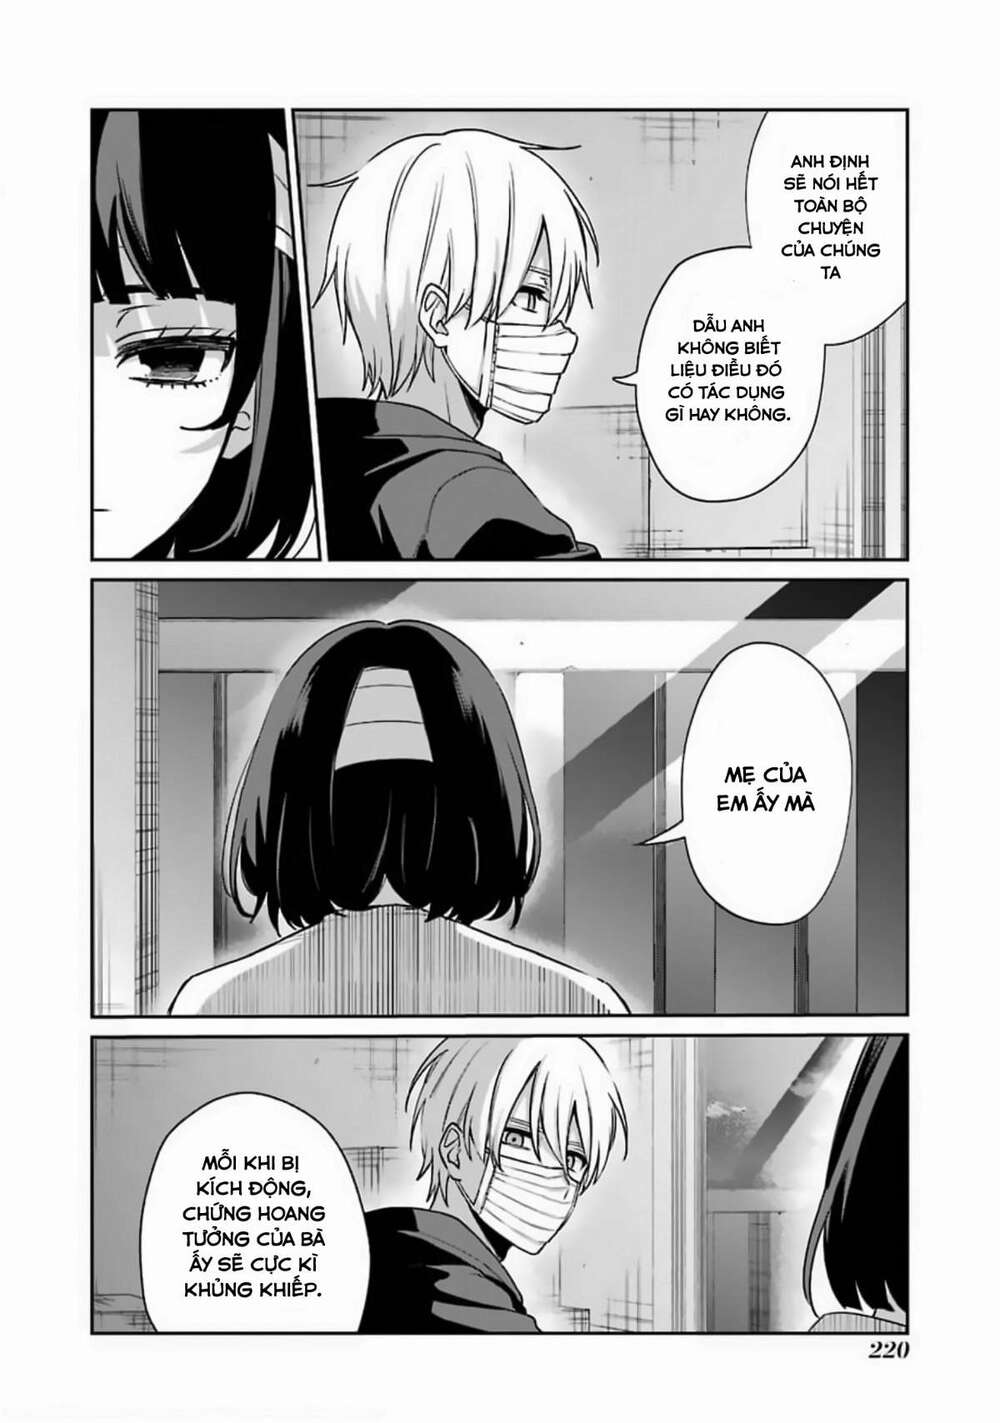 ANH ĐỊNH
SẼ NÓI HẾT
TOÀN BỘ
CHUYỆN
CỦA CHÚNG
TA
DẪU ANH
KHÔNG BIẾT
LIỆU ĐIỀU ĐÓ
CÓ TÁC DỤNG
GÌ HAY KHÔNG.
MẸ CỦA
EM ẤY MÀ
MỖI KHI BỊ
KÍCH ĐỘNG,
CHỨNG HOANG
TƯỞNG CỦA BÀ
ẤY SẼ CỰC KÌ
KHỦNG KHIẾP.
220